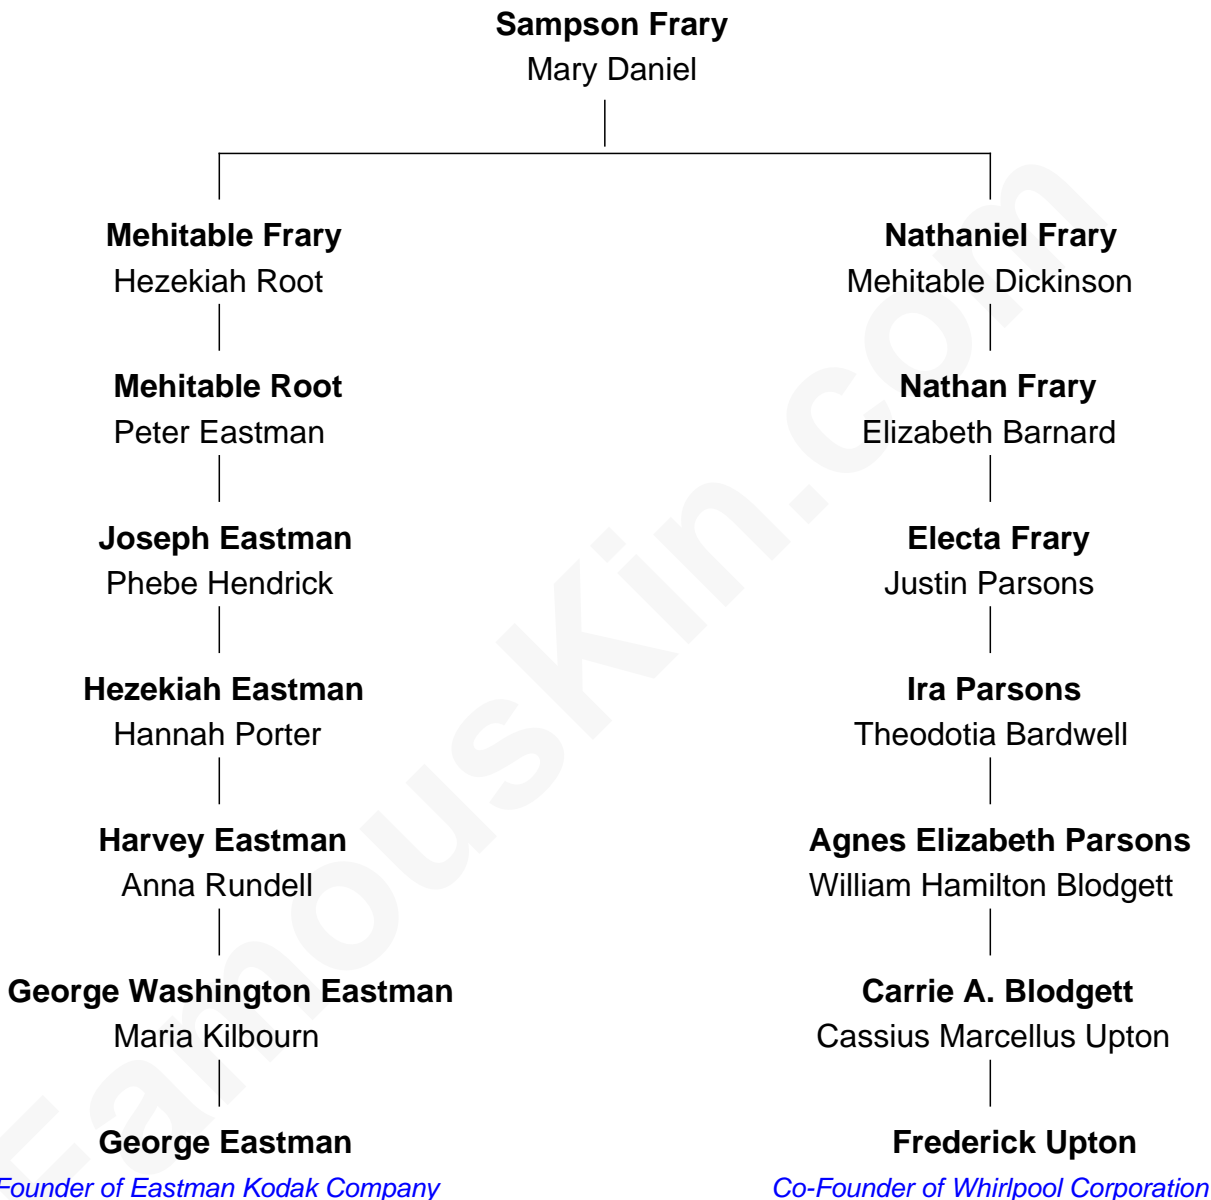 Sampson Frary
Mary Daniel
Mehitable Frary
Hezekiah Root
Nathaniel Frary
Mehitable Dickinson
Mehitable Root
Peter Eastman
Nathan Frary
Elizabeth Barnard
Joseph Eastman
Phebe Hendrick
Electa Frary
Justin Parsons
Hezekiah Eastman
Hannah Porter
Ira Parsons
Theodotia Bardwell
Harvey Eastman
Anna Rundell
Agnes Elizabeth Parsons
William Hamilton Blodgett
George Washington Eastman
Maria Kilbourn
Carrie A. Blodgett
Cassius Marcellus Upton
George Eastman
Founder of Eastman Kodak Company
Frederick Upton
Co-Founder of Whirlpool Corporation
FamousKin.com